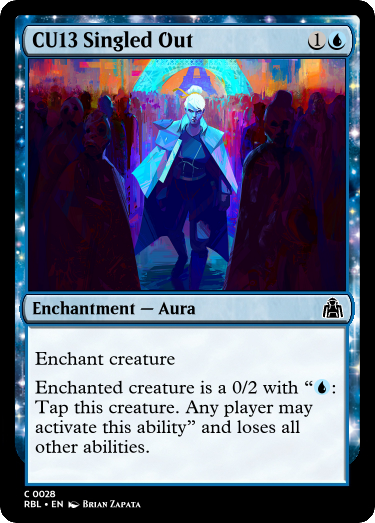 CU13 Singled Out 1
Enchantment — Aura
Enchant creature
Enchanted creature is a 0/2 with “:
Tap this creature. Any player may
activate this ability” and loses all
other abilities.
C 0028
RBL • EN Brian Zapata